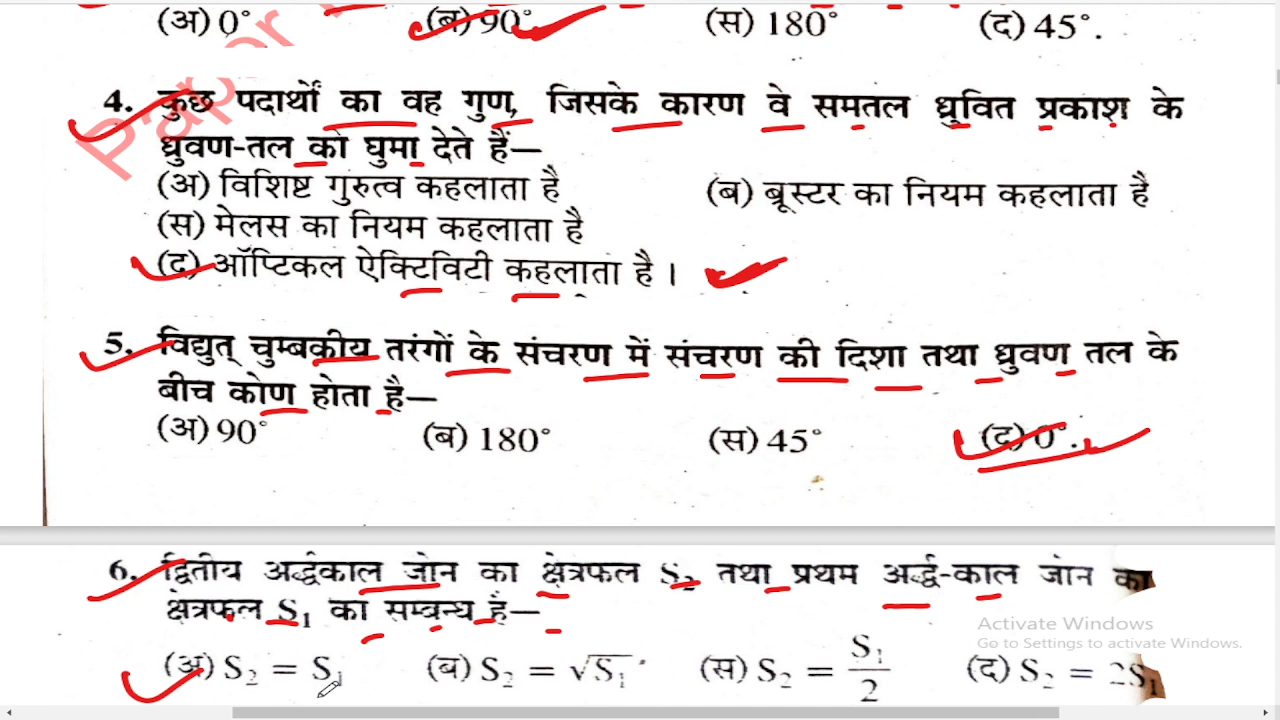 (अ) 0° (ब) 90° (स) 180° (द) 45°.
4. कुछ पदार्थों का वह गुण, जिसके कारण वे समतल ध्रुवित प्रकाश के
ध्रुवण-तल को घुमा देते हैं—
(अ) विशिष्ट गुरुत्व कहलाता है (ब) ब्रूस्टर का नियम कहलाता है
(स) मेलस का नियम कहलाता है
(द) ऑप्टिकल ऐक्टिविटी कहलाता है।
5. विद्युत् चुम्बकीय तरंगों के संचरण में संचरण की दिशा तथा ध्रुवण तल के
बीच कोण होता है—
(अ) 90° (ब) 180° (स) 45° (द) 0°.
6. द्वितीय अर्द्धकाल जोन का क्षेत्रफल S₂ तथा प्रथम अर्द्ध-काल जोन का
क्षेत्रफल S₁ का सम्बन्ध है—
(अ) S₂ = S₁ (ब) S₂ = √S₁ (स) S₂ = S₁/2 (द) S₂ = 2S₁
Activate Windows
Go to Settings to activate Windows.